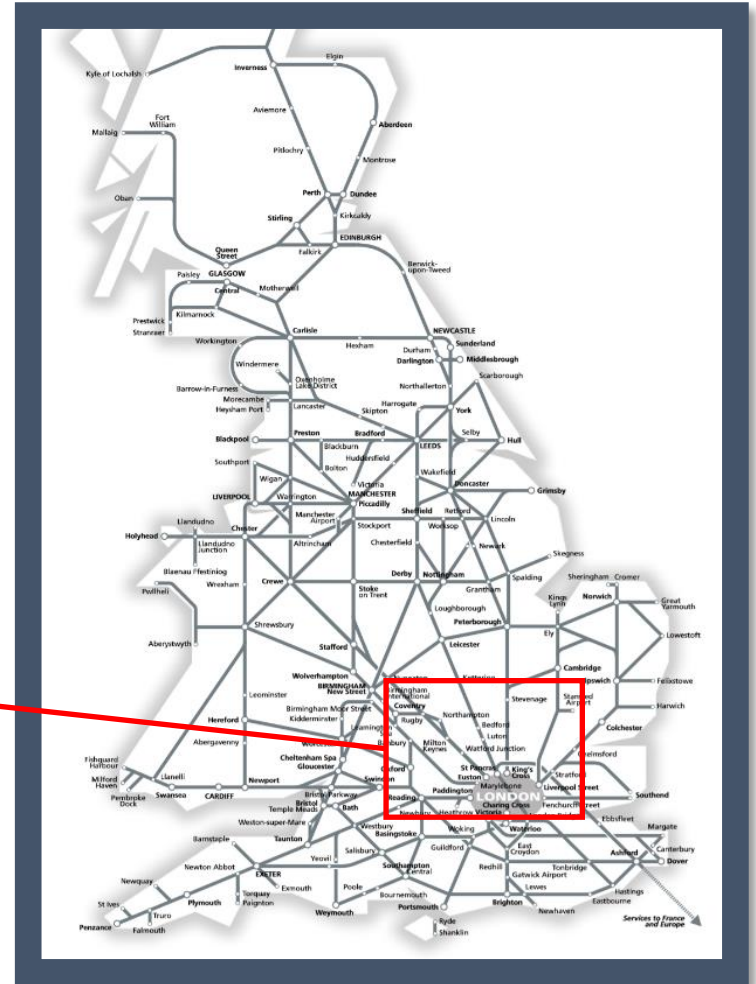 Elgin
Inverness
Kyle of Lochalsh
Aviemore
Fort
William
Aberdeen
Mallaig
Pitlochry
Montrose
Perth
Dundee
Oban
Stirling
Kirkcaldy
Queen
Street
Falkirk
EDINBURGH
Berwick-
upon-Tweed
Paisley
GLASGOW
Central
Motherwell
Prestwick
Kilmarnock
Stranraer
Carlisle
NEWCASTLE
Workington
Hexham
Sunderland
Durham
Darlington
Middlesbrough
Windermere
Scarborough
Oxenholme
Lake District
Barrow-in-Furness
Northallerton
Morecambe
Heysham Port
Lancaster
Harrogate
Skipton
York
Blackpool
Preston
Bradford
Selby
Hull
Blackburn
LEEDS
Southport
Huddersfield
Bolton
Wakefield
Wigan
Victoria
Doncaster
Grimsby
LIVERPOOL
Warrington
MANCHESTER
Piccadilly
Manchester
Airport
Sheffield
Retford
Llandudno
Stockport
Worksop
Lincoln
Holyhead
Chester
Llandudno
Junction
Altrincham
Chesterfield
Newark
Skegness
Blaenau Ffestiniog
Pwllheli
Wrexham
Crewe
Stoke
on Trent
Derby
Nottingham
Grantham
Spalding
Sheringham
Cromer
Kings
Lynn
Norwich
Great
Yarmouth
Loughborough
Peterborough
Shrewsbury
Ely
Lowestoft
Aberystwyth
Stafford
Leicester
Cambridge
Wolverhampton
BIRMINGHAM
New Street
Nuneaton
Kettering
Ipswich
Felixstowe
Birmingham
International
Leominster
Stevenage
Stansted
Airport
Harwich
Birmingham Moor Street
Kidderminster
Coventry
Rugby
Northampton
Hereford
Leamington
Spa
Bedford
Colchester
Abergavenny
Worcester
Banbury
Milton
Keynes
Luton
Watford Junction
Chelmsford
Fishguard
Harbour
Cheltenham Spa
Gloucester
Oxford
St Pancras
Euston
King's
Cross
Stratford
Milford
Haven
Llanelli
Swindon
Paddington
Marylebone
Liverpool Street
Pembroke
Dock
Swansea
CARDIFF
Newport
Bristol Parkway
Reading
LONDON
Southend
Bristol
Temple Meads
Bath
Newbury
Heathrow
Victoria
Charing Cross
Fenchurch Street
Weston-super-Mare
Westbury
Basingstoke
Woking
Waterloo
Ebbsfleet
Margate
Barnstaple
Taunton
Salisbury
Guildford
East
Croydon
Canterbury
Newton Abbot
Yeovil
Southampton
Central
Redhill
Tonbridge
Ashford
Dover
Newquay
EXETER
Gatwick Airport
Exmouth
Poole
Bournemouth
Lewes
Hastings
St Ives
Plymouth
Torquay
Paignton
Weymouth
Portsmouth
Brighton
Newhaven
Eastbourne
Truro
Ryde
Shanklin
Services to France
and Europe
Penzance
Falmouth